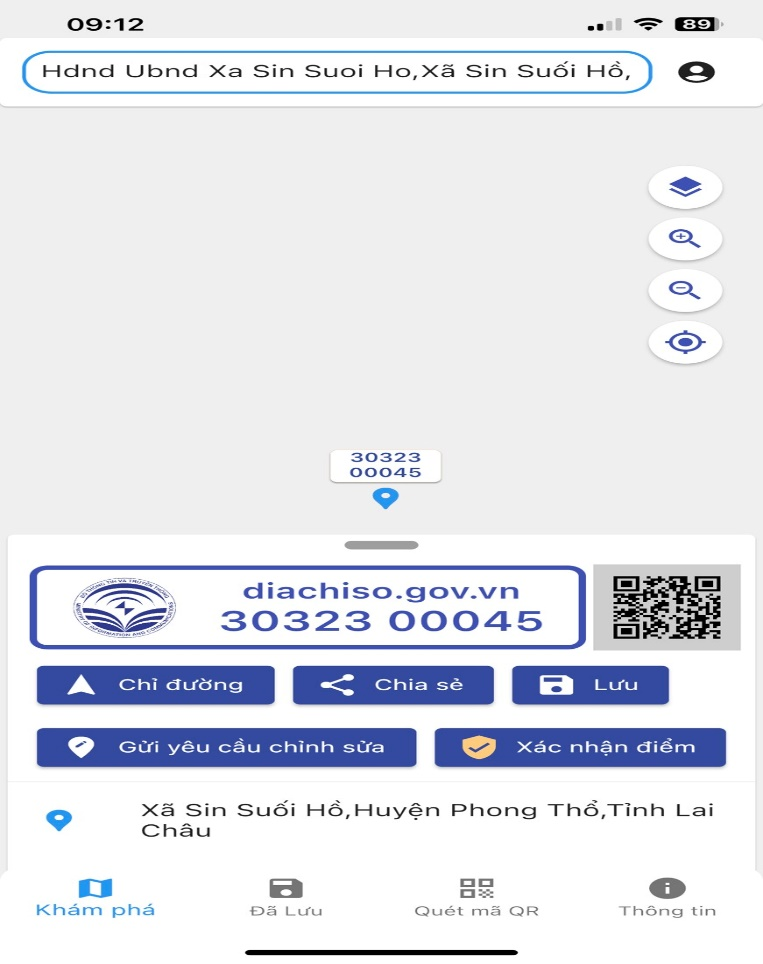 09:12
89
Hdnd Ubnd Xa Sin Suoi Ho,Xã Sin Suối Hồ,
30323
00045
diachiso.gov.vn
30323 00045
Chỉ đường
Chia sẻ
Lưu
Gửi yêu cầu chỉnh sửa
Xác nhận điểm
Xã Sin Suối Hồ,Huyện Phong Thổ,Tỉnh Lai
Châu
Khám phá
Đã Lưu
Quét mã QR
Thông tin